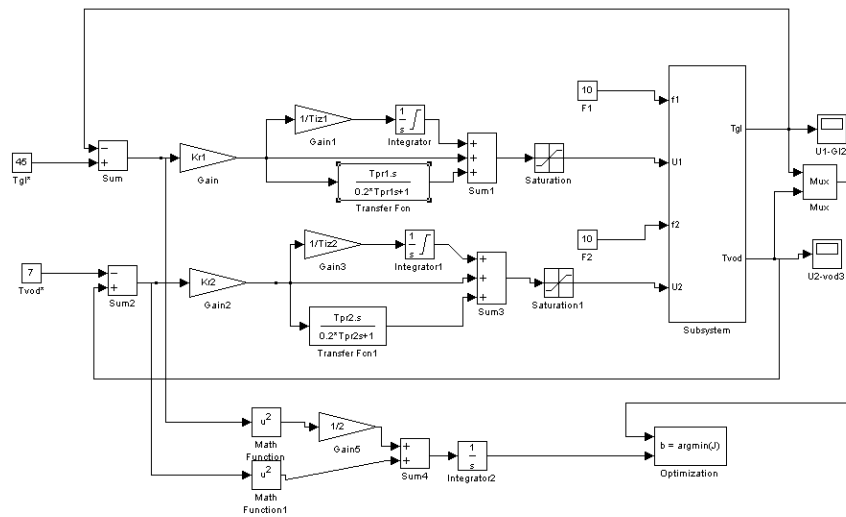 10
F1
f1
1/Tiz1
Gain1
1
s
Integrator
Tgl
U1-Gl2
45
Tgl*
Sum
Kr1
Gain
Tpr1.s
0.2*Tpr1s+1
Transfer Fcn
Sum1
Saturation
U1
Mux
Mux
10
F2
f2
1/Tiz2
Gain3
1
s
Integrator1
Tvod
U2-vod3
7
Tvod*
Sum2
Kr2
Gain2
Tpr2.s
0.2*Tpr2s+1
Transfer Fcn1
Sum3
Saturation1
U2
Subsystem
u2
Math
Function
1/2
Gain5
u2
Math
Function1
Sum4
1
s
Integrator2
b = argmin(J)
Optimization